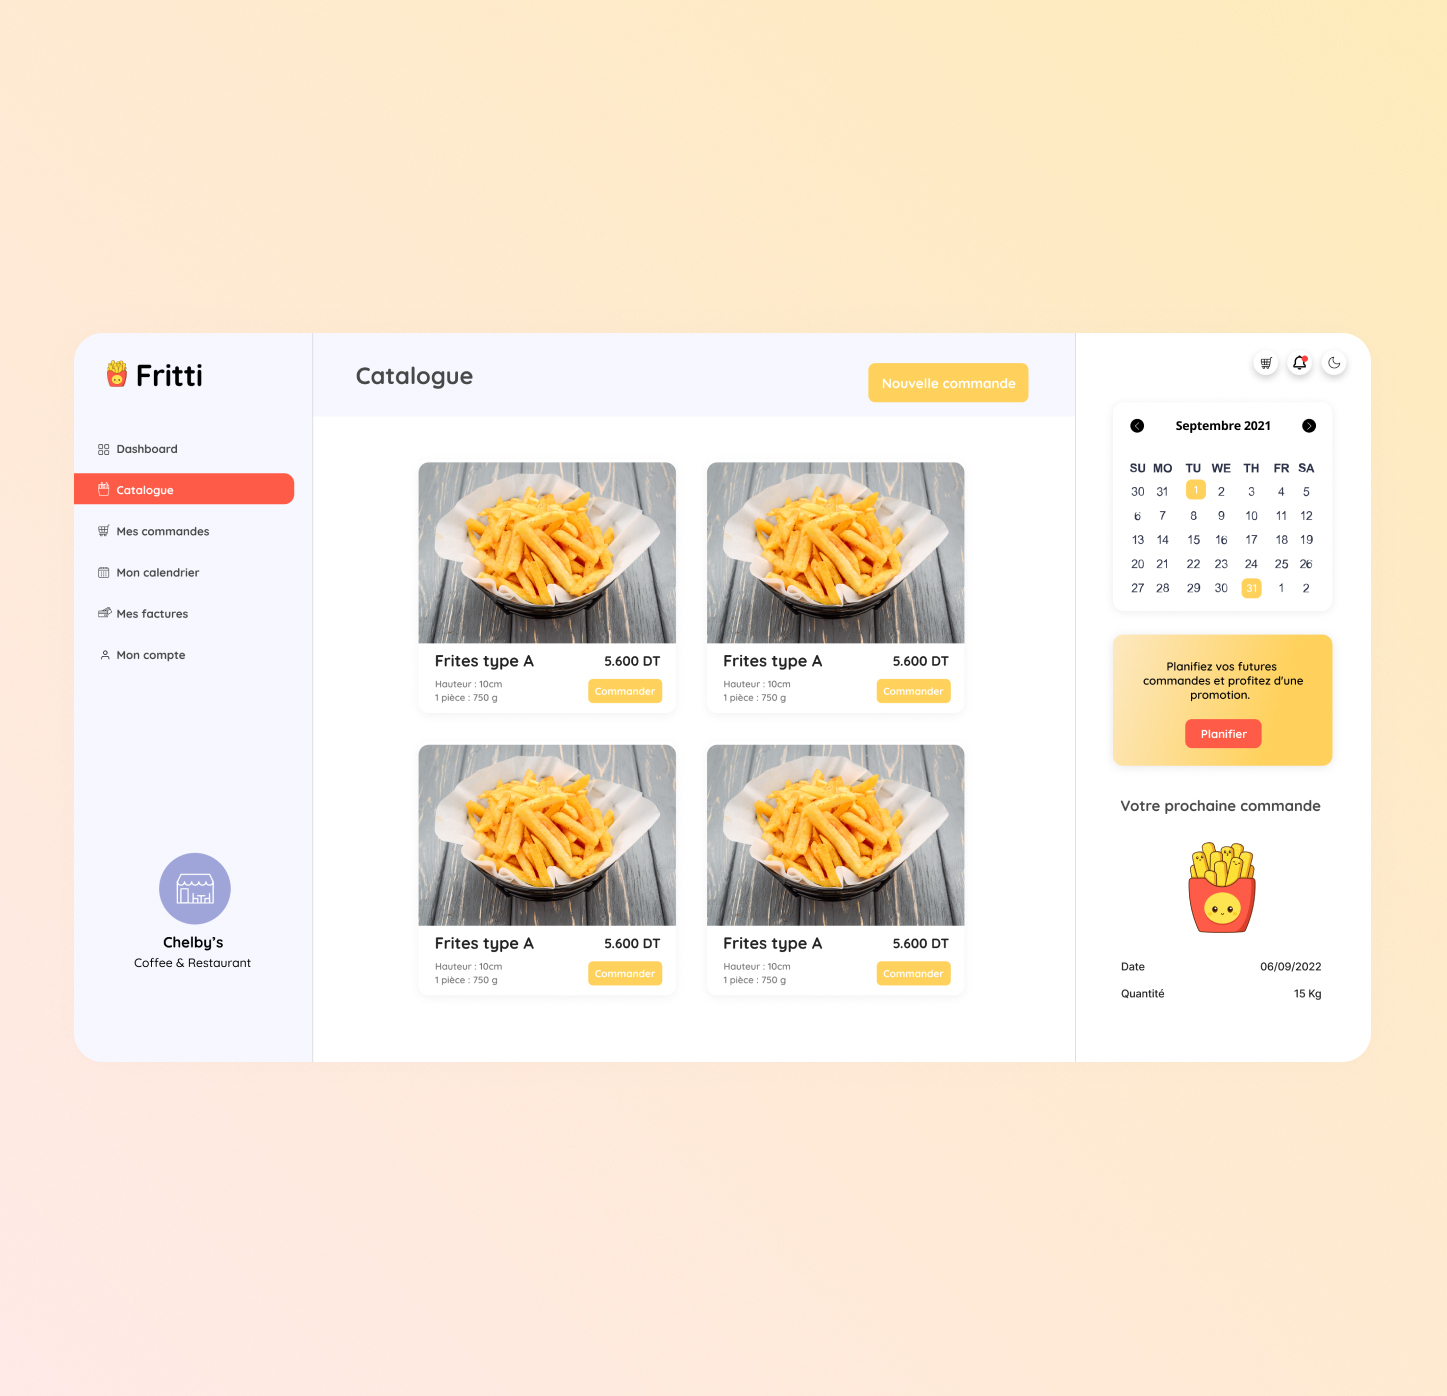 Fritti
Dashboard
Catalogue
Mes commandes
Mon calendrier
Mes factures
Mon compte
Chelby's
Coffee & Restaurant
Catalogue
Nouvelle commande
Frites type A
5.600 DT
Hauteur : 10cm
1 pièce : 750 g
Commander
Frites type A
5.600 DT
Hauteur : 10cm
1 pièce : 750 g
Commander
Frites type A
5.600 DT
Hauteur : 10cm
1 pièce : 750 g
Commander
Frites type A
5.600 DT
Hauteur : 10cm
1 pièce : 750 g
Commander
Septembre 2021
SU MO TU WE TH FR SA
30 31 1 2 3 4 5
6 7 8 9 10 11 12
13 14 15 16 17 18 19
20 21 22 23 24 25 26
27 28 29 30 31 1 2
Planifiez vos futures
commandes et profitez d'une
promotion.
Planifier
Votre prochaine commande
Date 06/09/2022
Quantité 15 Kg